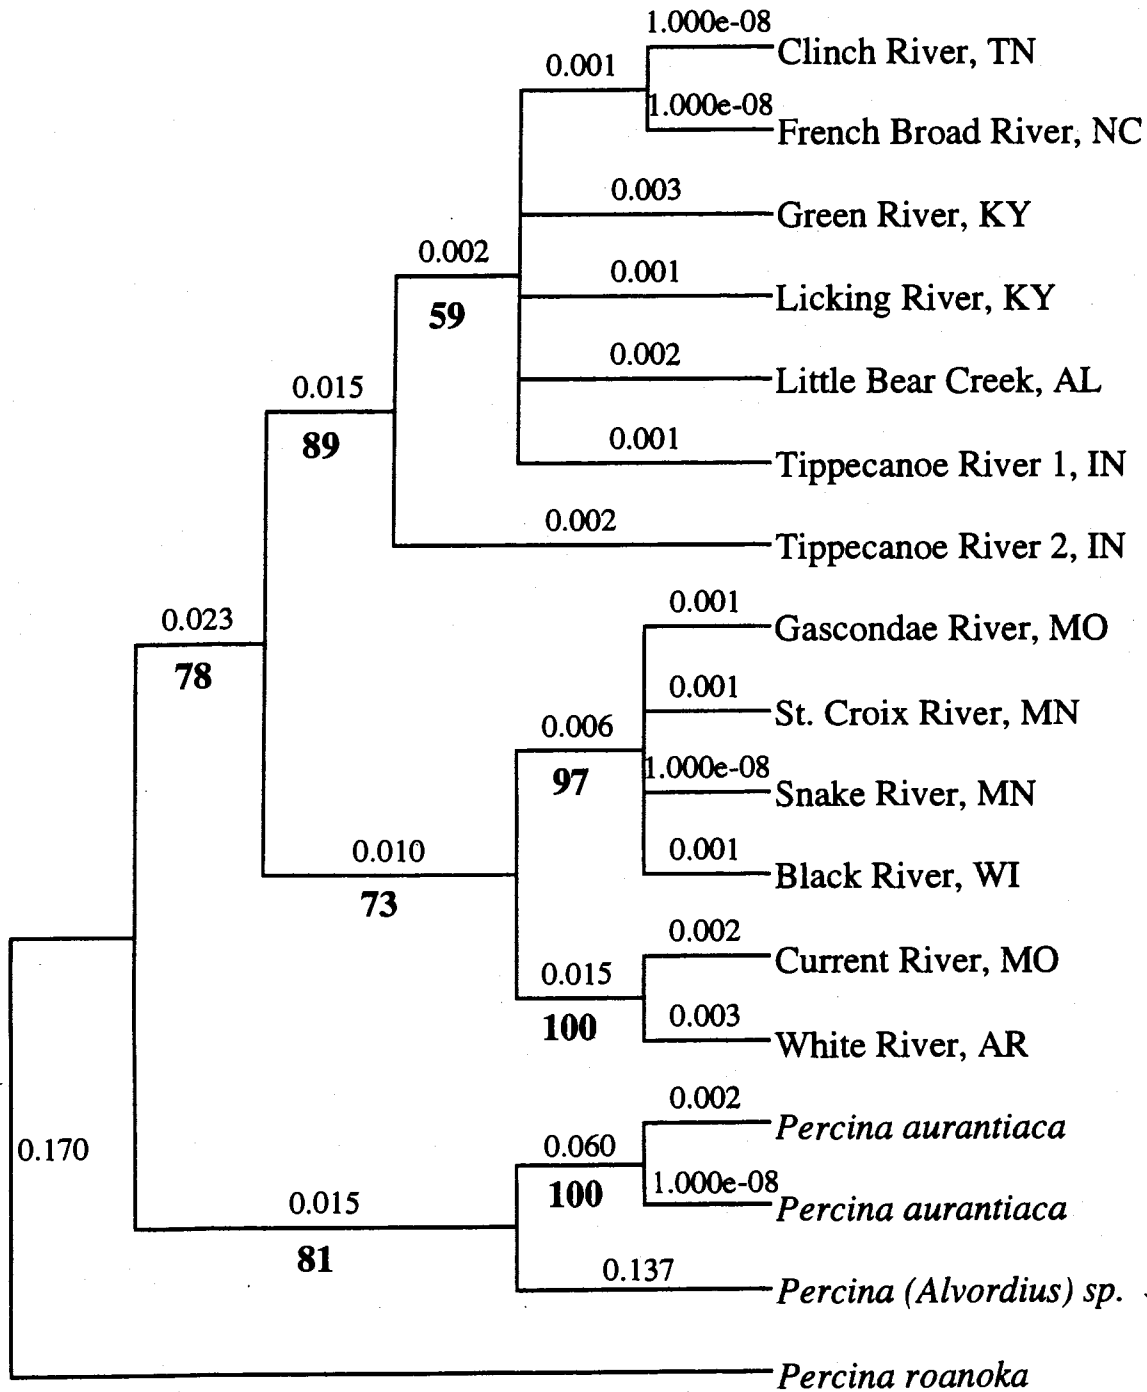 1.000e-08
Clinch River, TN
0.001
1.000e-08
French Broad River, NC
0.003
Green River, KY
0.002
0.001
Licking River, KY
59
0.002
Little Bear Creek, AL
0.015
89
0.001
Tippecanoe River 1, IN
0.002
Tippecanoe River 2, IN
0.023
78
0.001
Gascondae River, MO
0.001
St. Croix River, MN
0.006
97
1.000e-08
Snake River, MN
0.010
73
0.001
Black River, WI
0.002
Current River, MO
0.015
100
0.003
White River, AR
0.002
Percina aurantiaca
0.170
0.060
100
1.000e-08
Percina aurantiaca
0.015
81
0.137
Percina (Alvordius) sp.
Percina roanoka